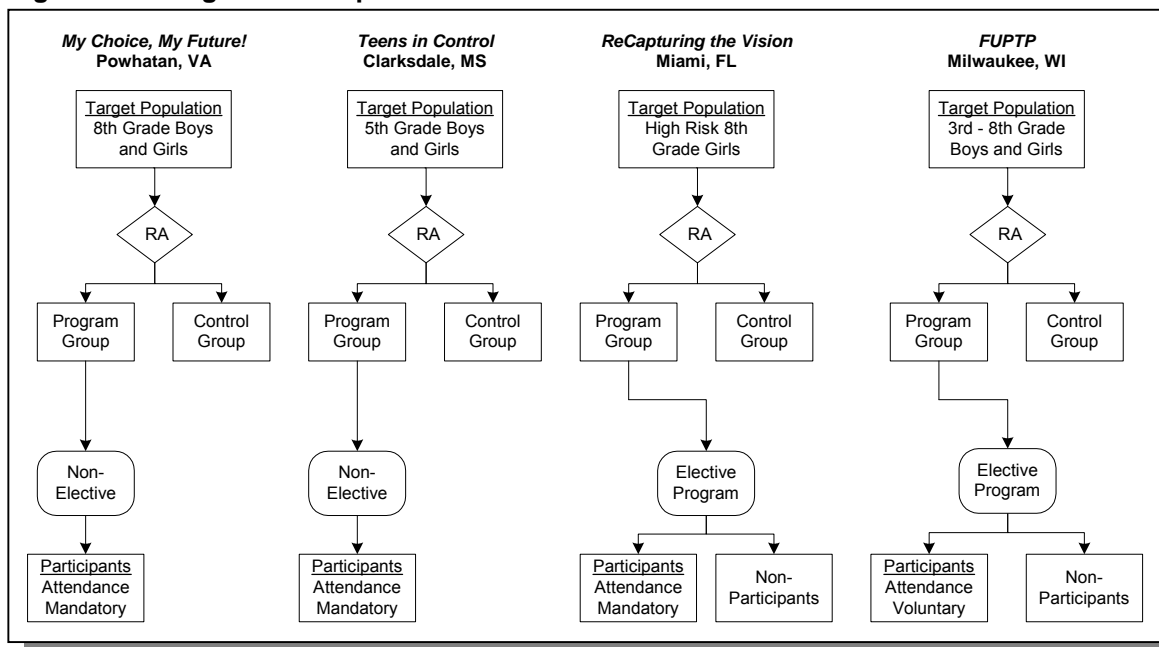 My Choice, My Future!
Powhatan, VA
Target Population
8th Grade Boys
and Girls
RA
Program
Group
Control
Group
Non-
Elective
Participants
Attendance
Mandatory
Teens in Control
Clarksdale, MS
Target Population
5th Grade Boys
and Girls
RA
Program
Group
Control
Group
Non-
Elective
Participants
Attendance
Mandatory
ReCapturing the Vision
Miami, FL
Target Population
High Risk 8th
Grade Girls
RA
Program
Group
Control
Group
Elective
Program
Participants
Attendance
Mandatory
Non-
Participants
FUPTP
Milwaukee, WI
Target Population
3rd - 8th Grade
Boys and Girls
RA
Program
Group
Control
Group
Elective
Program
Participants
Attendance
Voluntary
Non-
Participants